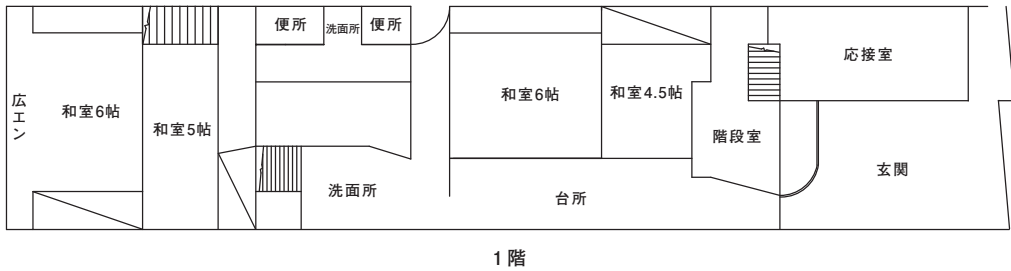 便所
洗面所
便所
応接室
広エン
和室6帖
和室5帖
和室6帖
和室4.5帖
階段室
玄関
洗面所
台所
1階